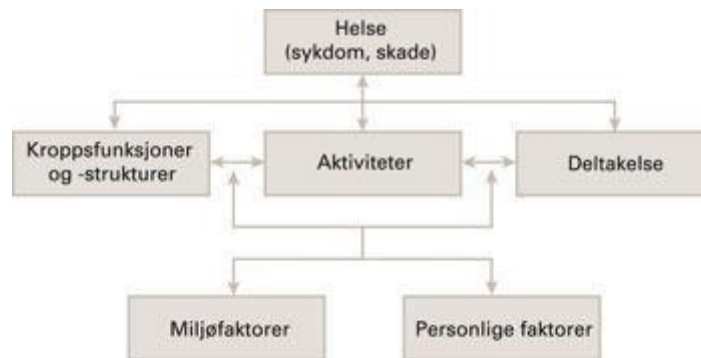 Helse
(sykdom, skade)
Kroppsfunksjoner
og -strukturer
Aktiviteter
Deltakelse
Miljøfaktorer
Personlige faktorer